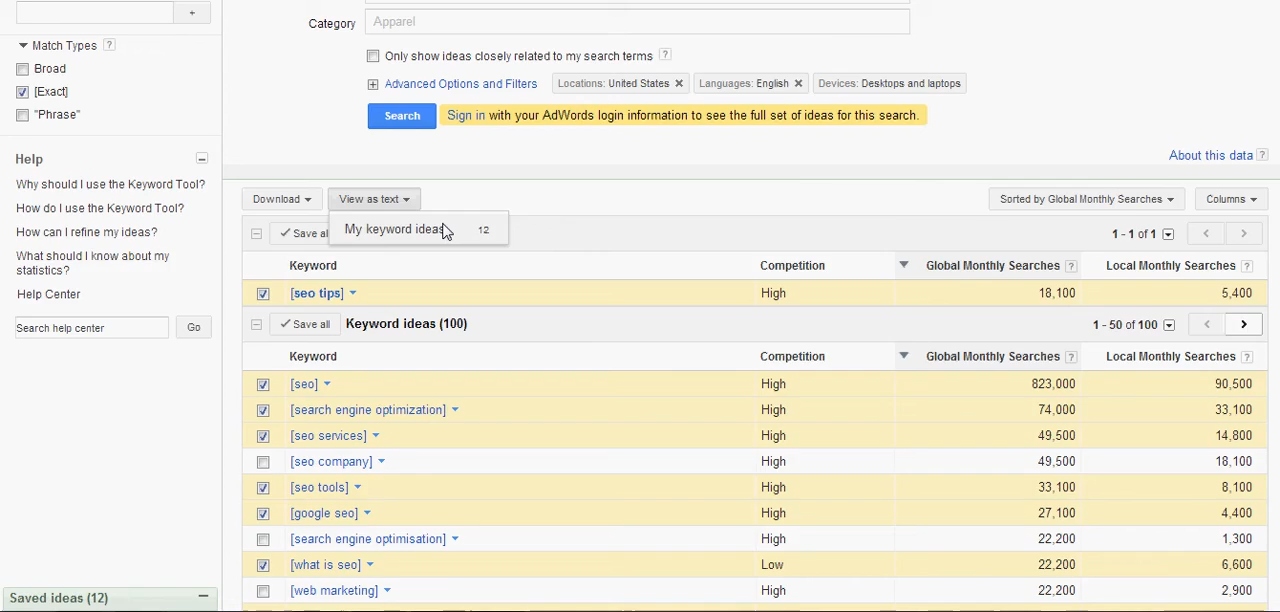 +
Category
Apparel
Match Types ?
Broad
[Exact]
"Phrase"
Only show ideas closely related to my search terms ?
Advanced Options and Filters
Locations: United States ×
Languages: English ×
Devices: Desktops and laptops
Search
Sign in with your AdWords login information to see the full set of ideas for this search.
Help
Why should I use the Keyword Tool?
How do I use the Keyword Tool?
How can I refine my ideas?
What should I know about my
statistics?
Help Center
Search help center
Go
About this data ?
Download
View as text
Sorted by Global Monthly Searches
Columns
My keyword ideas 12
Save all
1 - 1 of 1
Keyword Competition Global Monthly Searches ? Local Monthly Searches ?
[seo tips] High 18,100 5,400
Save all Keyword ideas (100) 1 - 50 of 100
Keyword Competition Global Monthly Searches ? Local Monthly Searches ?
[seo] High 823,000 90,500
[search engine optimization] High 74,000 33,100
[seo services] High 49,500 14,800
[seo company] High 49,500 18,100
[seo tools] High 33,100 8,100
[google seo] High 27,100 4,400
[search engine optimisation] High 22,200 1,300
[what is seo] Low 22,200 6,600
[web marketing] High 22,200 2,900
Saved ideas (12)